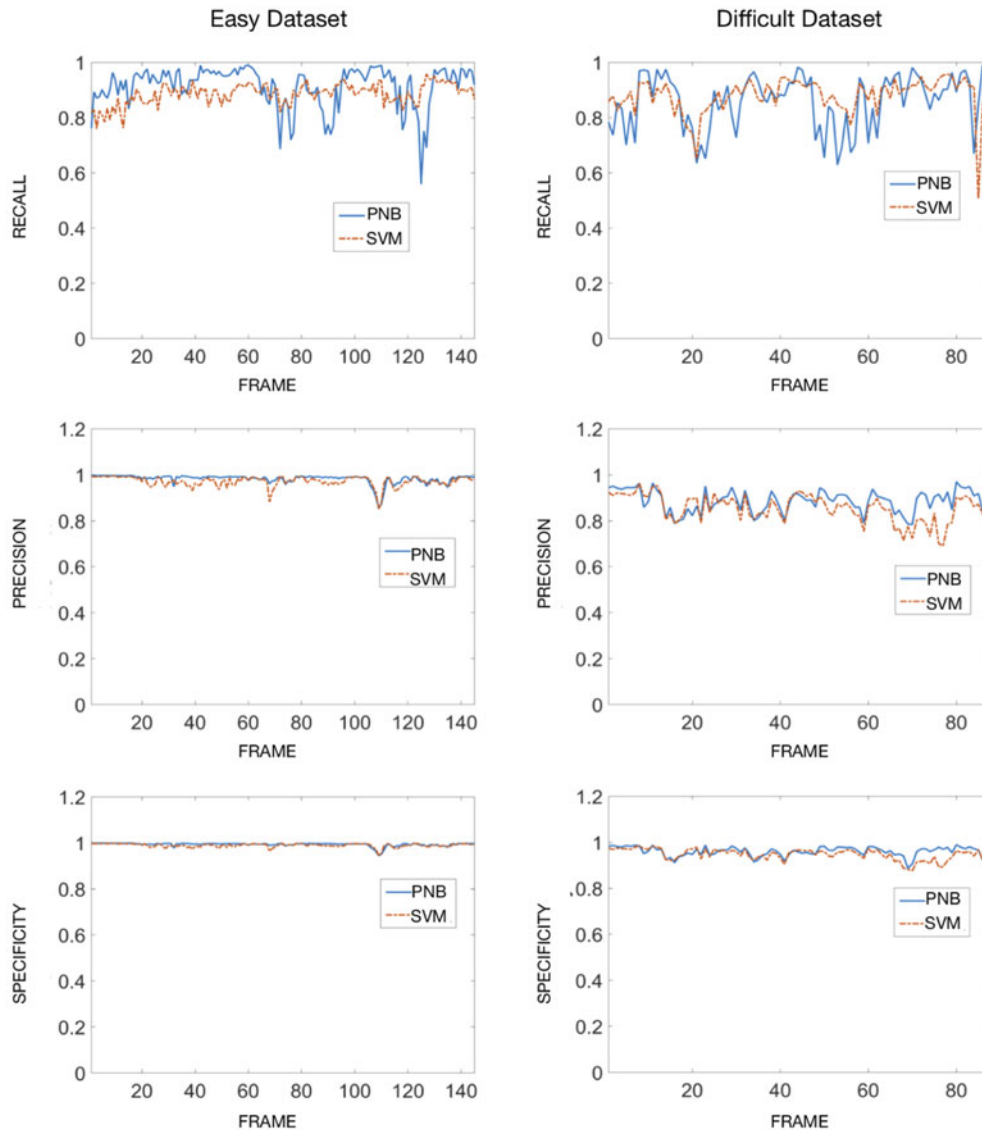 Easy Dataset
Difficult Dataset
1
0.8
0.6
0.4
0.2
0
RECALL
PNB
SVM
20 40 60 80 100 120 140
FRAME
1
0.8
0.6
0.4
0.2
0
RECALL
PNB
SVM
20 40 60 80
FRAME
1.2
1
0.8
0.6
0.4
0.2
0
PRECISION
PNB
SVM
20 40 60 80 100 120 140
FRAME
1.2
1
0.8
0.6
0.4
0.2
0
PRECISION
PNB
SVM
20 40 60 80
FRAME
1.2
1
0.8
0.6
0.4
0.2
0
SPECIFICITY
PNB
SVM
20 40 60 80 100 120 140
FRAME
1.2
1
0.8
0.6
0.4
0.2
0
SPECIFICITY
PNB
SVM
20 40 60 80
FRAME